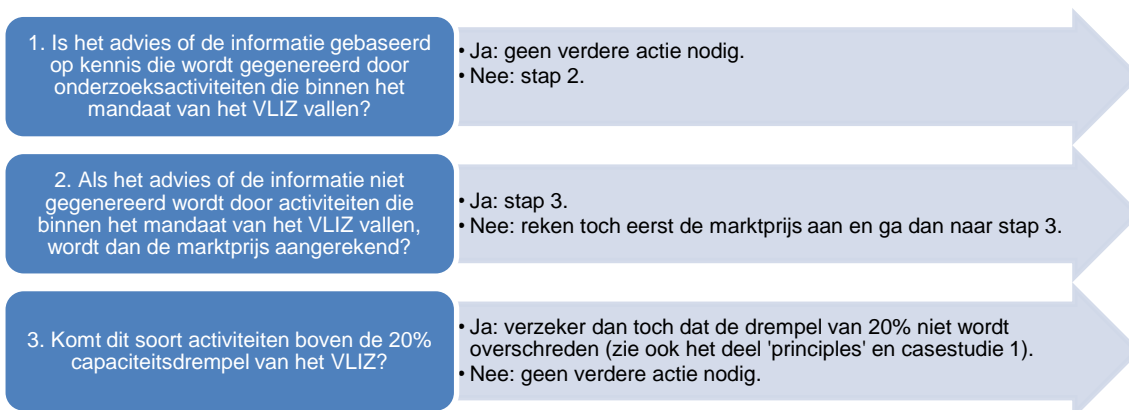 1. Is het advies of de informatie gebaseerd
op kennis die wordt gegenereerd door
onderzoeksactiviteiten die binnen het
mandaat van het VLIZ vallen?
• Ja: geen verdere actie nodig.
• Nee: stap 2.
2. Als het advies of de informatie niet
gegenereerd wordt door activiteiten die
binnen het mandaat van het VLIZ vallen,
wordt dan de marktprijs aangerekend?
• Ja: stap 3.
• Nee: reken toch eerst de marktprijs aan en ga dan naar stap 3.
3. Komt dit soort activiteiten boven de 20%
capaciteitsdrempel van het VLIZ?
• Ja: verzeker dan toch dat de drempel van 20% niet wordt
overschreden (zie ook het deel 'principles' en casestudie 1).
• Nee: geen verdere actie nodig.